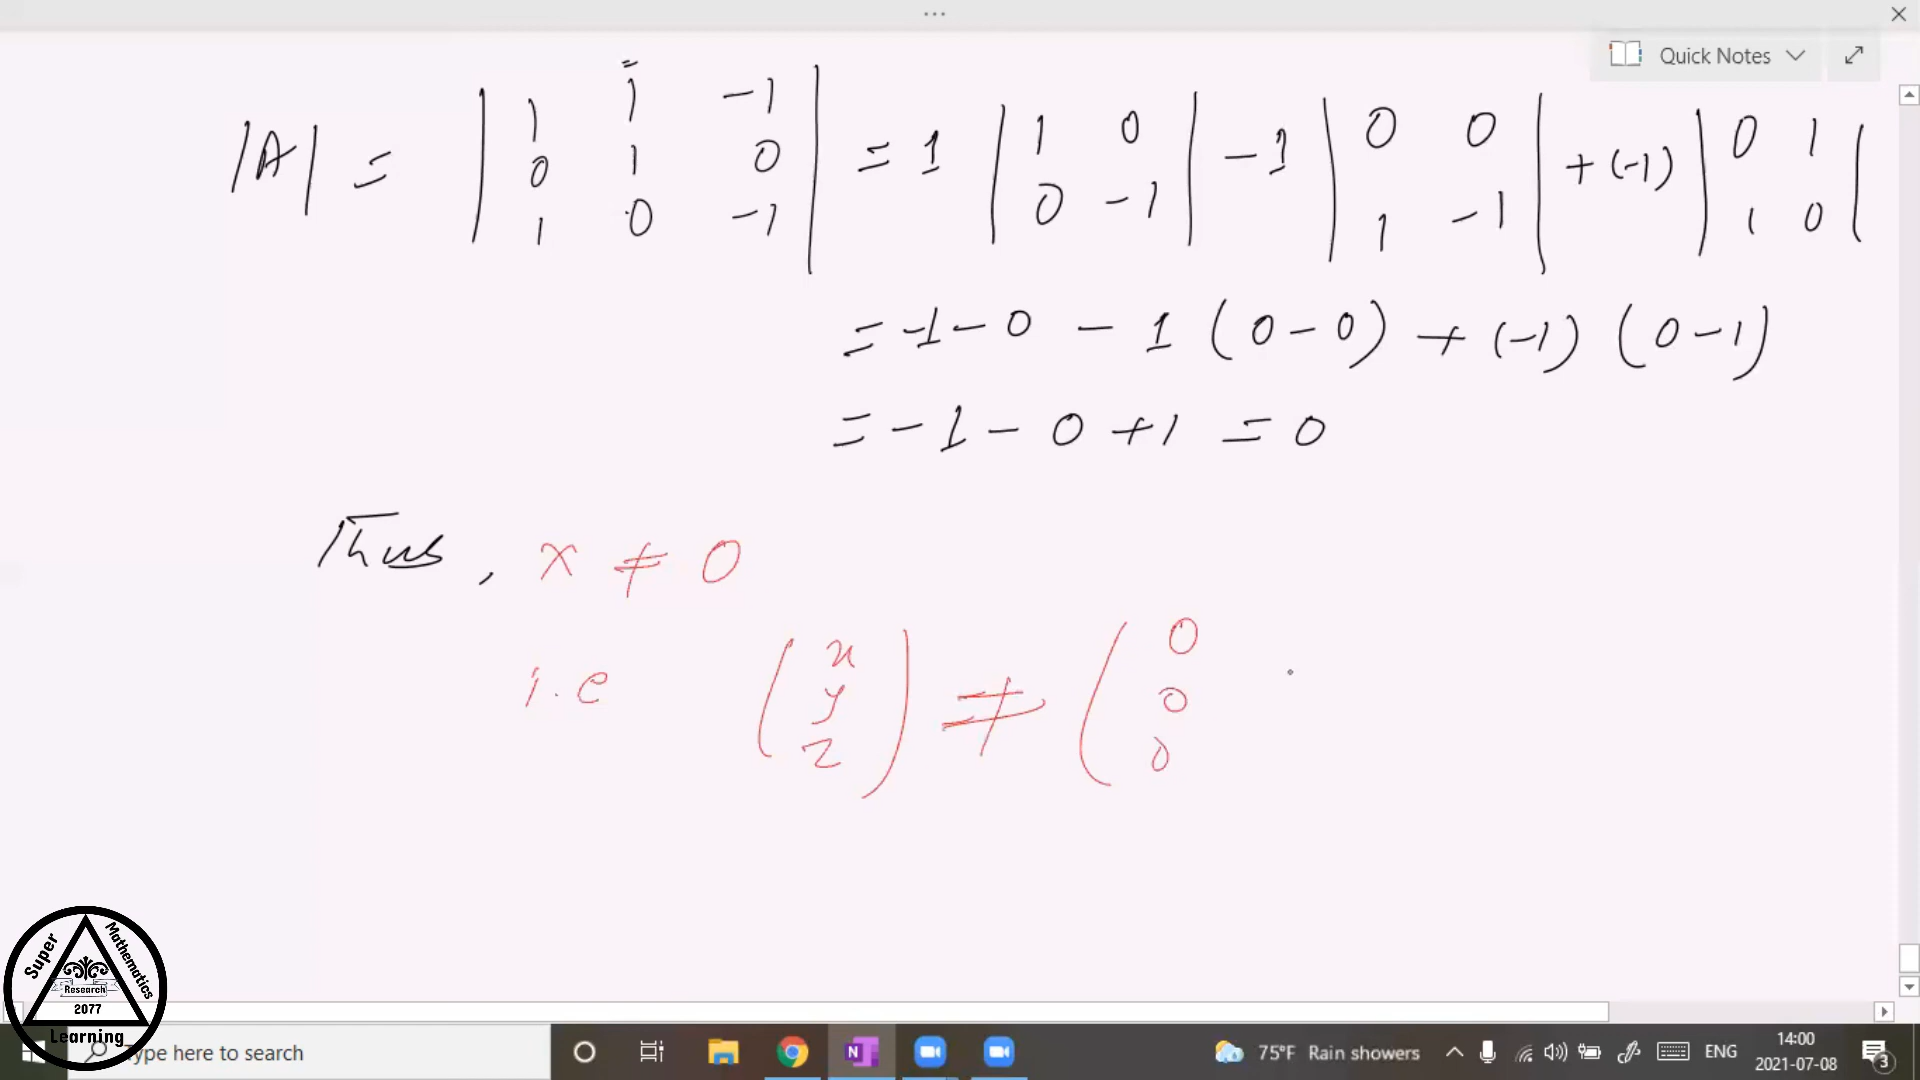 ...
Quick Notes
|A| = | 1 1 -1 | = 1 | 1 0 | - 1 | 0 0 | + (-1) | 0 1 |
| 0 1 0 | | 0 -1 | | 1 -1 | | 1 0 |
| 1 0 -1 |
= -1 - 0 - 1 (0 - 0) + (-1) (0 - 1)
= -1 - 0 + 1 = 0
Thus, x ≠ 0
i.e ( x y z ) ≠ ( 0 0 0
Super Mathematics
Research
2077
Learning
Type here to search
75°F Rain showers
ENG
14:00
2021-07-08
3